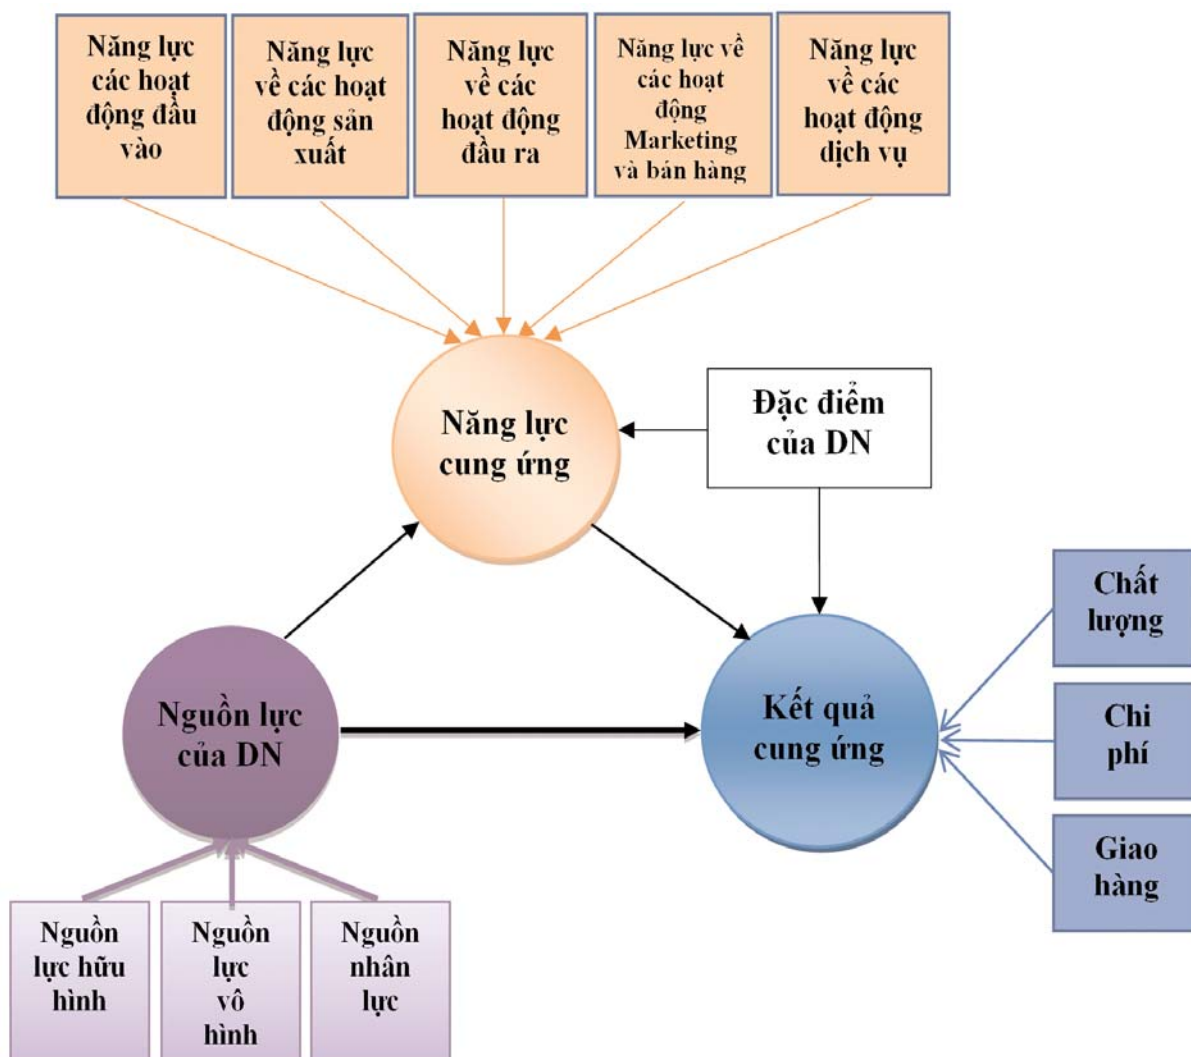 Năng lực
các hoạt
động đầu
vào
Năng lực
về các hoạt
động sản
xuất
Năng lực
về các
hoạt động
đầu ra
Năng lực về
các hoạt
động
Marketing
và bán hàng
Năng lực
về các
hoạt động
dịch vụ
Năng lực
cung ứng
Đặc điểm
của DN
Nguồn lực
của DN
Kết quả
cung ứng
Chất
lượng
Chi
phí
Giao
hàng
Nguồn
lực hữu
hình
Nguồn
lực
vô
hình
Nguồn
nhân
lực